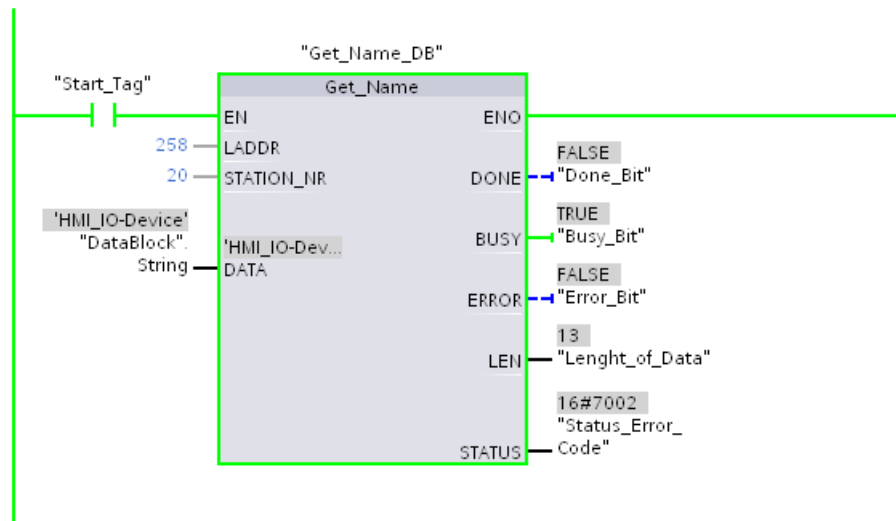 "Get_Name_DB"
"Start_Tag"
Get_Name
EN
ENO
258
LADDR
FALSE
20
STATION_NR
DONE
"Done_Bit"
'HMI_IO-Device'
TRUE
"DataBlock".
'HMI_IO-Dev...
BUSY
"Busy_Bit"
String
DATA
FALSE
ERROR
"Error_Bit"
13
LEN
"Lenght_of_Data"
16#7002
"Status_Error_
STATUS
Code"